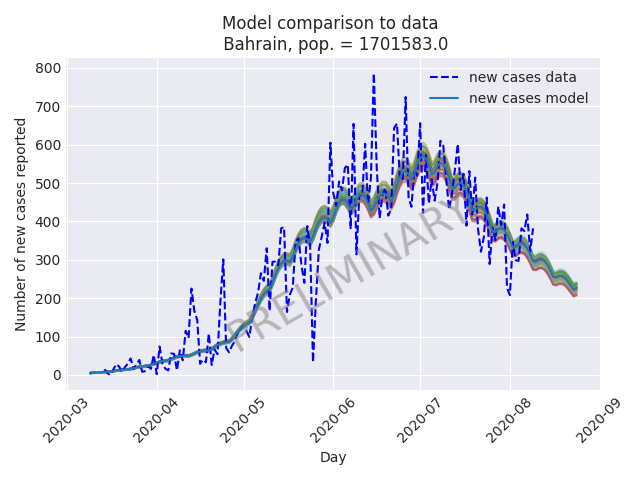 Model comparison to data
Bahrain, pop. = 1701583.0
new cases data
new cases model
Number of new cases reported
800
700
600
500
400
300
200
100
0
PRELIMINARY
2020-03
2020-04
2020-05
2020-06
2020-07
2020-08
2020-09
Day